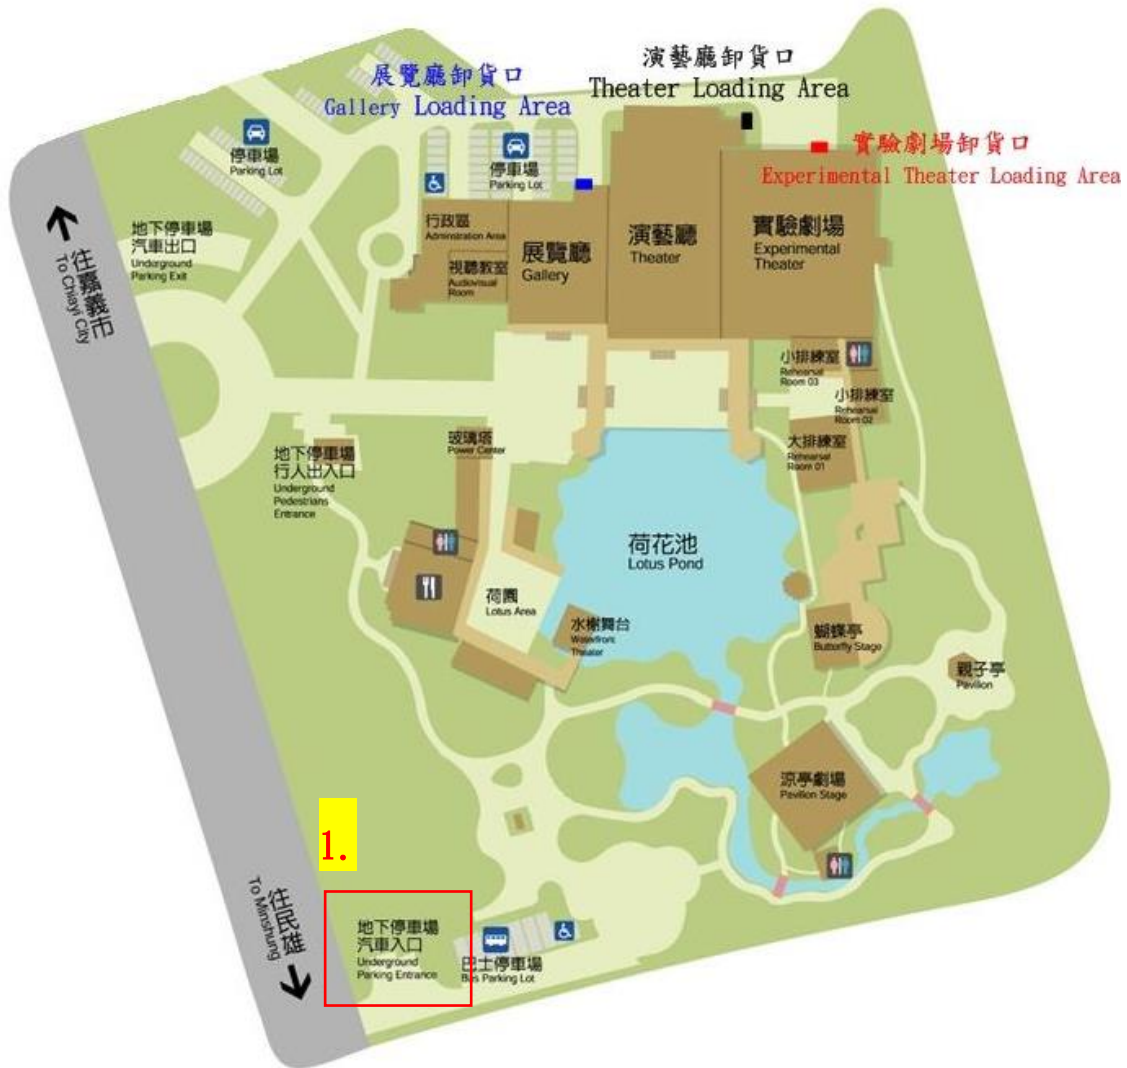 演藝廳卸貨口
Theater Loading Area
展覽廳卸貨口
Gallery Loading Area
實驗劇場卸貨口
Experimental Theater Loading Area
停車場
Parking Lot
停車場
Parking Lot
地下停車場
汽車出口
Underground
Parking Exit
往嘉義市
To Chiayi City
行政區
Adminstration Area
視聽教室
Audiovisual
Room
展覽廳
Gallery
演藝廳
Theater
實驗劇場
Experimental
Theater
小排練室
Rehearsal
Room 03
小排練室
Rehearsal
Room 02
大排練室
Rehearsal
Room 01
玻璃塔
Power Center
地下停車場
行人出入口
Underground
Pedestrians
Entrance
荷花池
Lotus Pond
荷園
Lotus Area
水榭舞台
Waterfront
Theater
蝴蝶亭
Butterfly Stage
親子亭
Pavilion
涼亭劇場
Pavilion Stage
1.
往民雄
To Minshung
地下停車場
汽車入口
Underground
Parking Entrance
巴士停車場
Bus Parking Lot